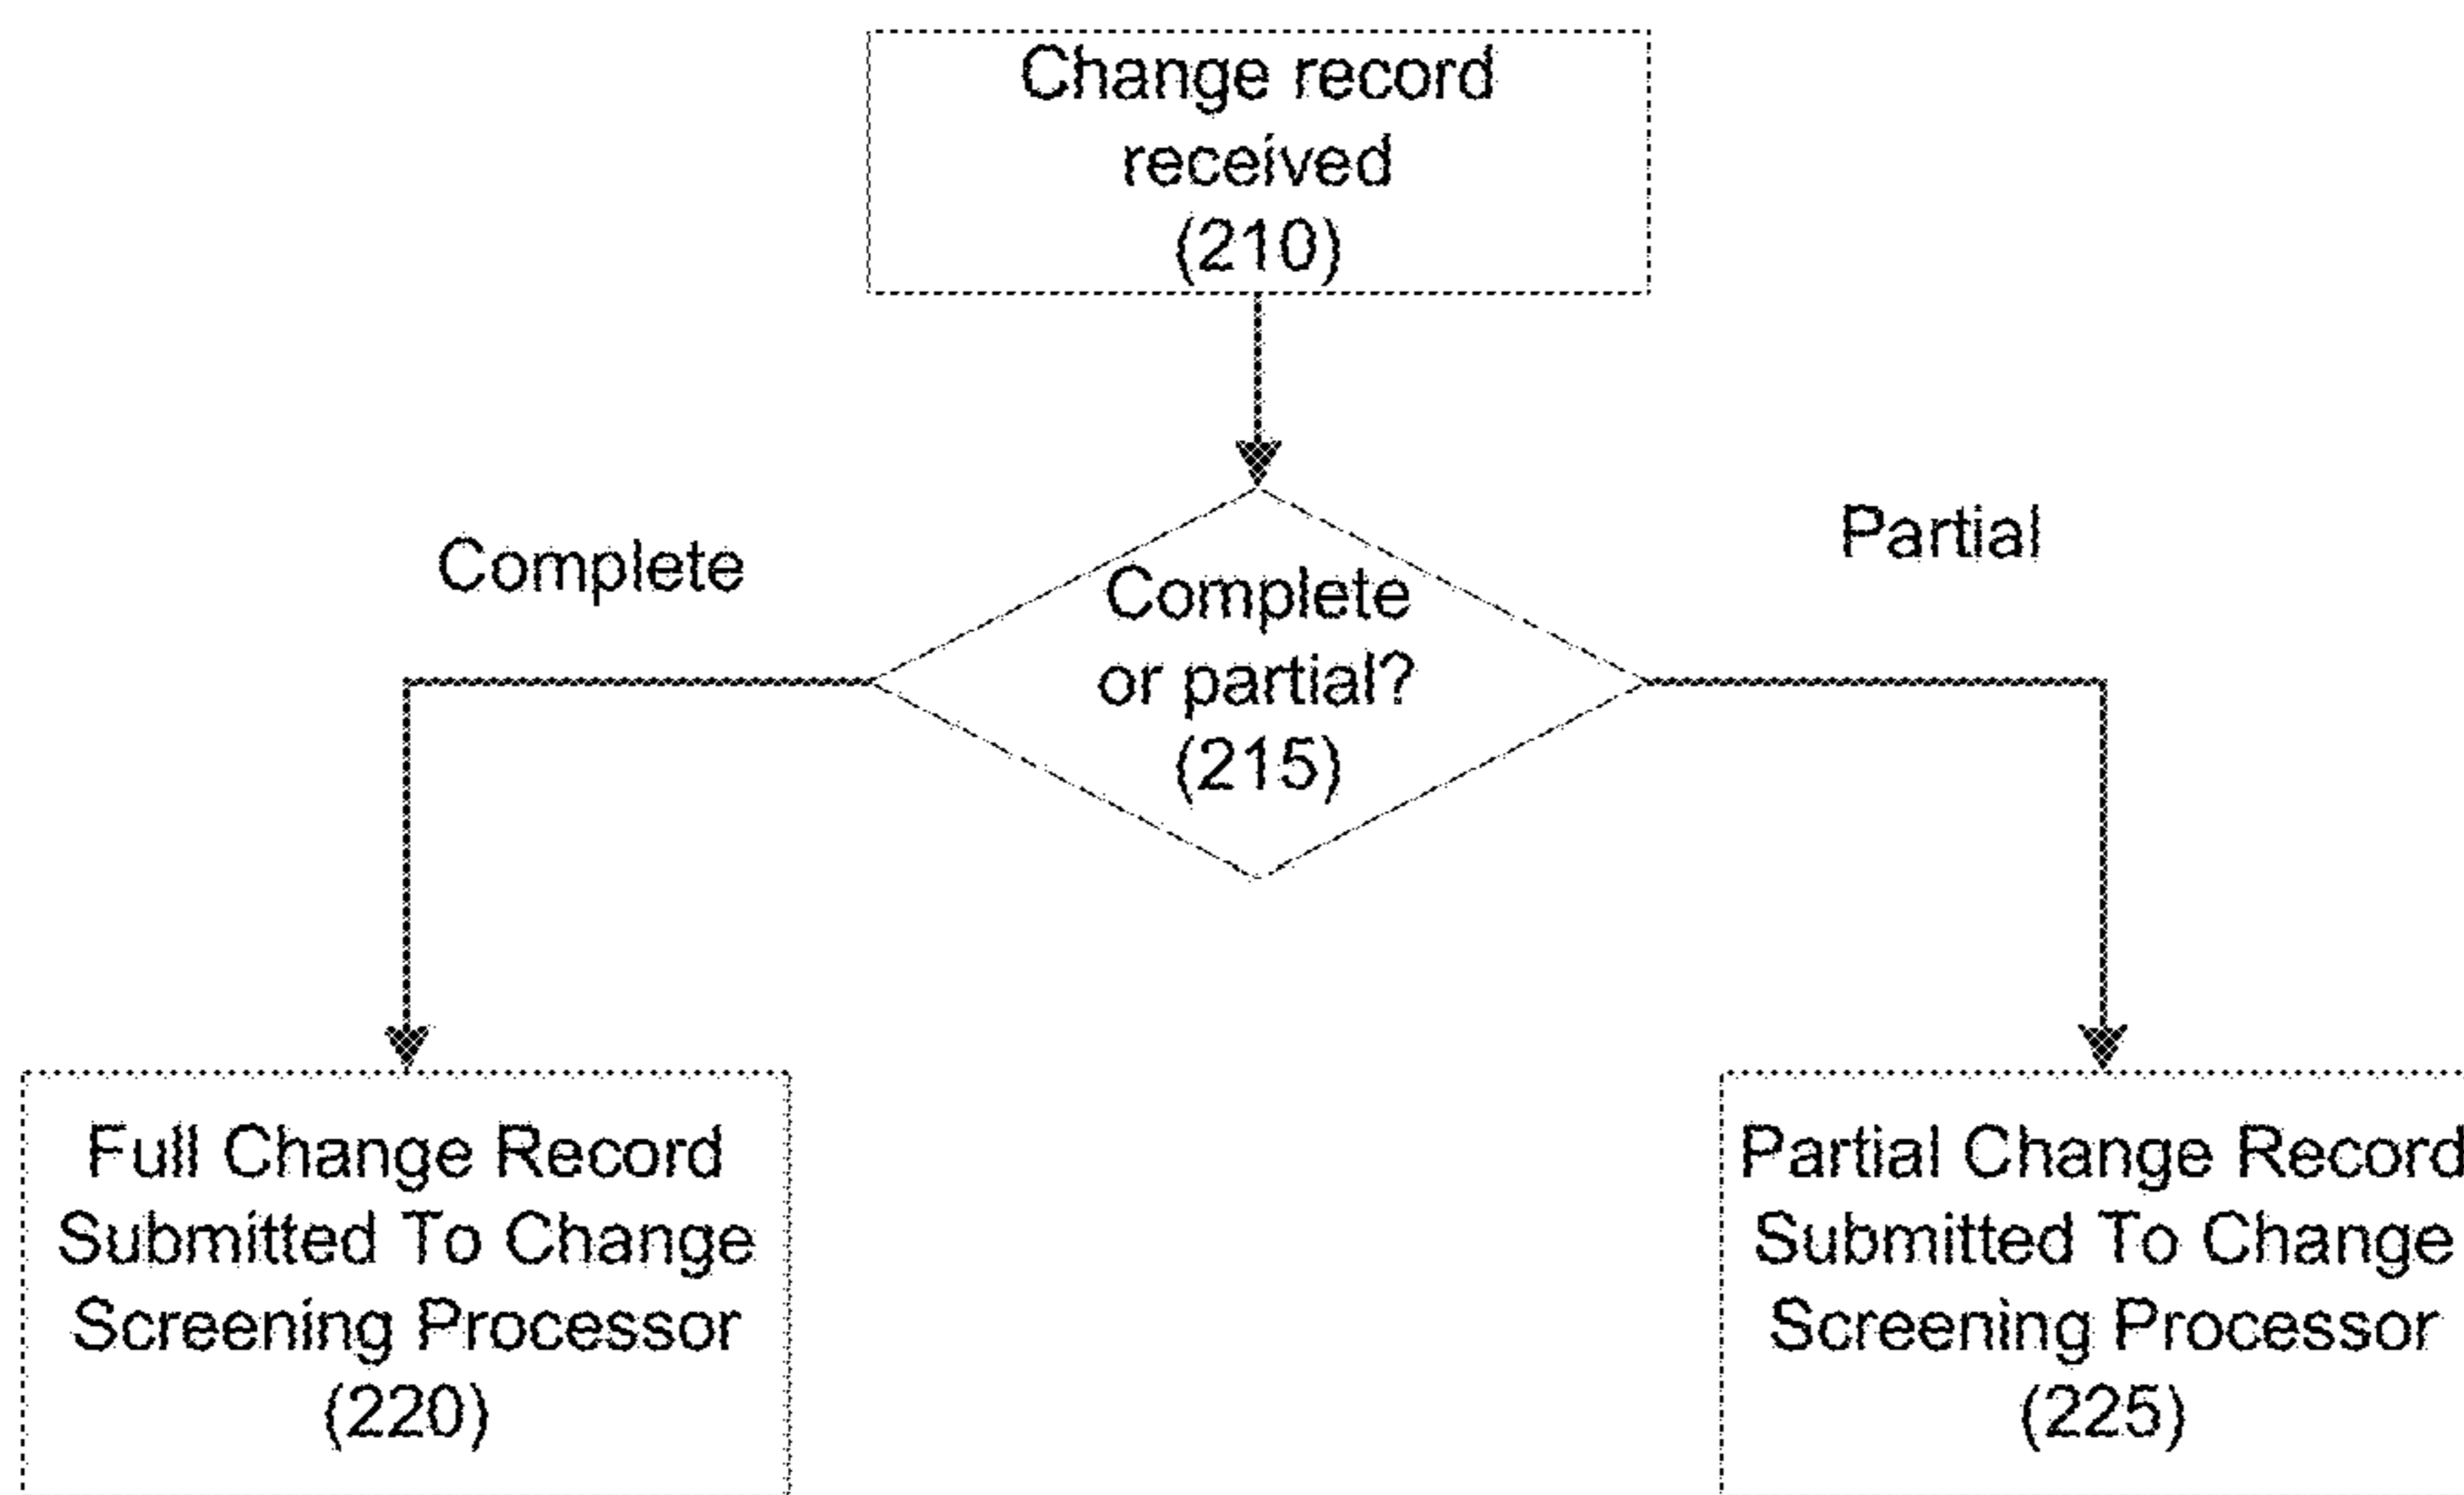 Change record
received
(210)
Complete
Partial
Complete
or partial?
(215)
Full Change Record
Submitted To Change
Screening Processor
(220)
Partial Change Record
Submitted To Change
Screening Processor
(225)